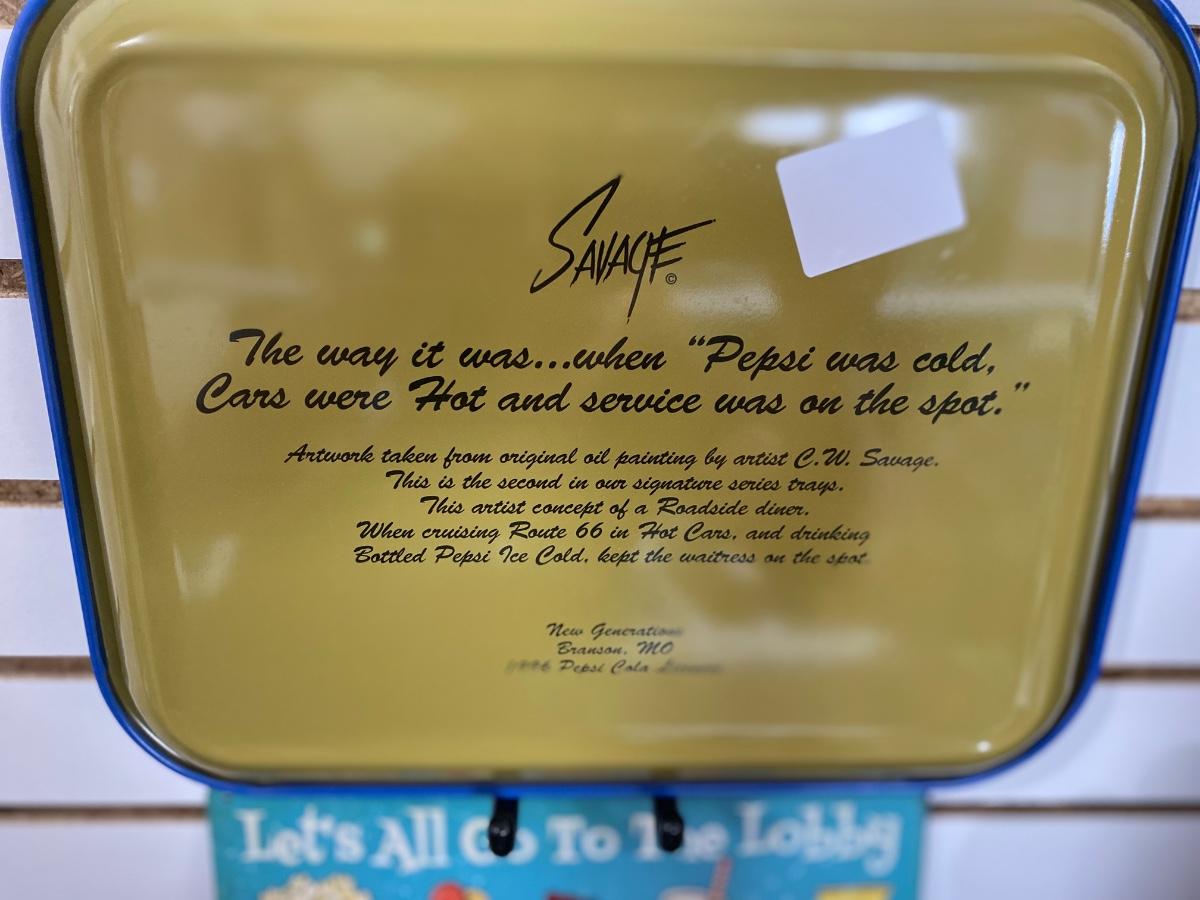 SAVAGE ©
The way it was...when "Pepsi was cold,
Cars were Hot and service was on the spot."
Artwork taken from original oil painting by artist C.W. Savage.
This is the second in our signature series trays.
This artist concept of a Roadside diner.
When cruising Route 66 in Hot Cars, and drinking
Bottled Pepsi Ice Cold, kept the waitress on the spot.
New Generation
Branson, MO
1996 Pepsi Cola
Let's All Go To The Lobby